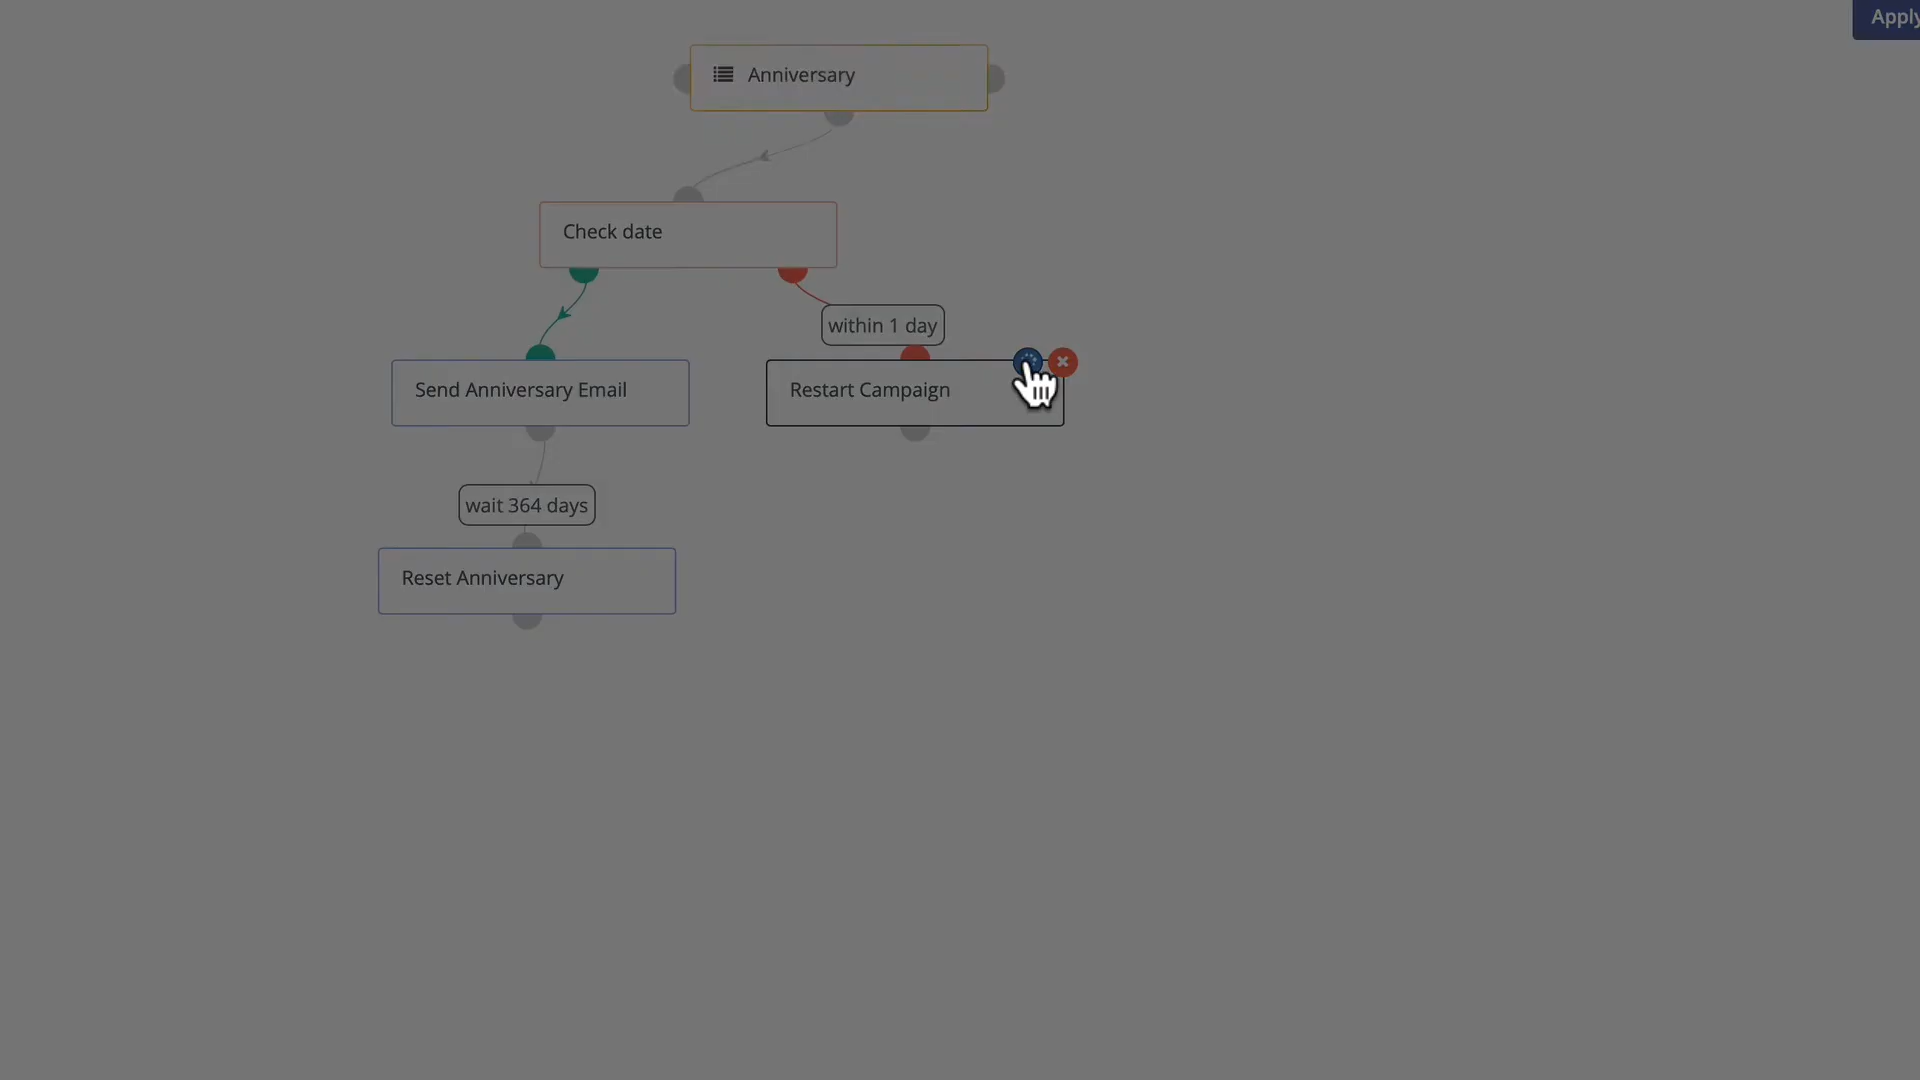 Apply
Anniversary
Check date
within 1 day
Send Anniversary Email
Restart Campaign
wait 364 days
Reset Anniversary